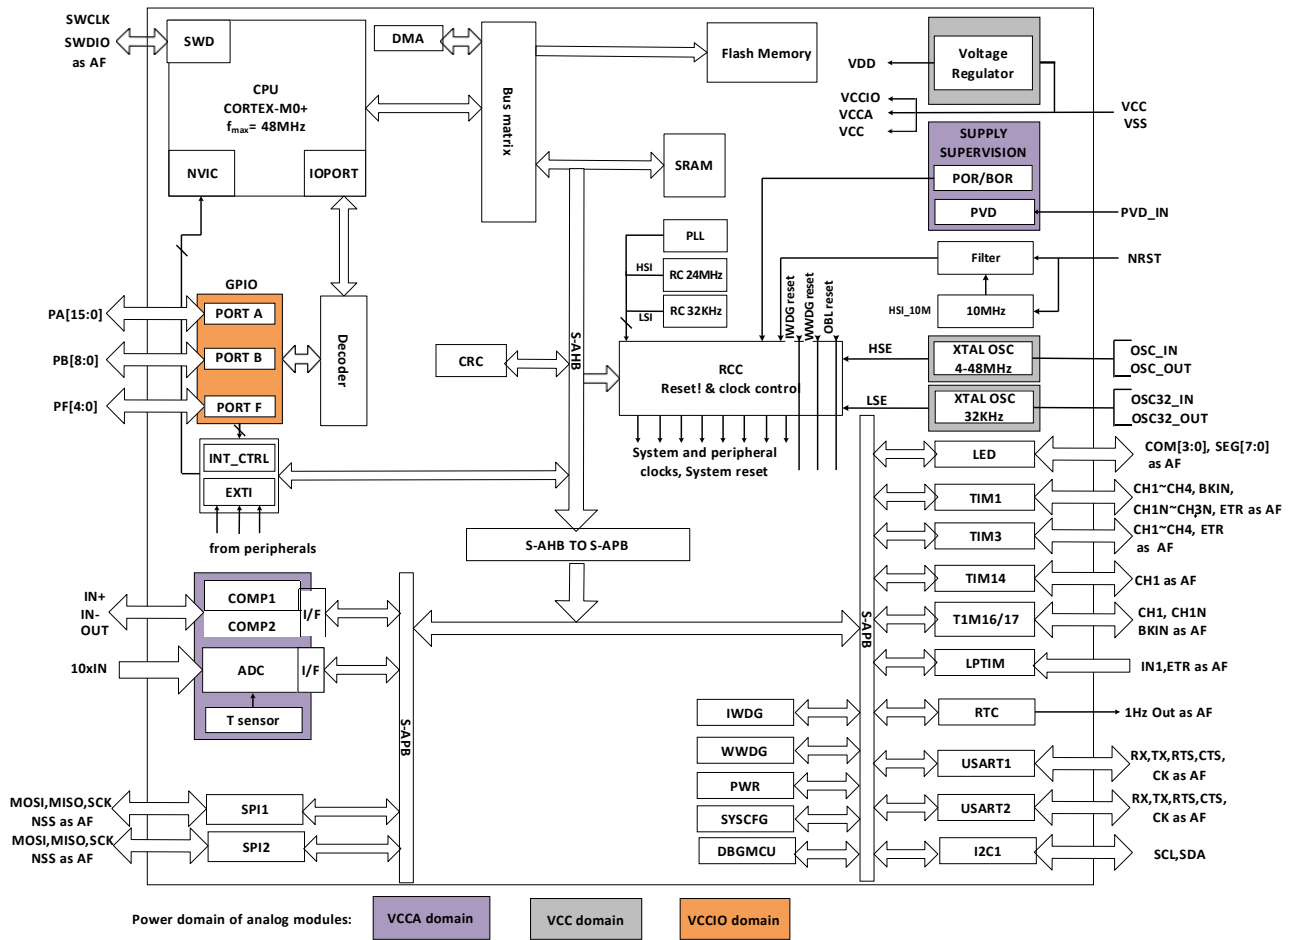 SWCLK
SWDIO
as AF
SWD
CPU
CORTEX-M0+
fmax= 48MHz
NVIC
IOPORT
DMA
Bus matrix
Flash Memory
SRAM
VDD
VCCIO
VCCA
VCC
Voltage
Regulator
VCC
VSS
SUPPLY
SUPERVISION
POR/BOR
PVD
PVD_IN
Filter
NRST
HSI_10M
10MHz
PLL
HSI
RC 24MHz
LSI
RC 32KHz
IWDG reset
WWDG reset
OBL reset
GPIO
PA[15:0]
PORT A
PB[8:0]
PORT B
PF[4:0]
PORT F
Decoder
CRC
S-AHB
RCC
Reset! & clock control
HSE
XTAL OSC
4-48MHz
OSC_IN
OSC_OUT
LSE
XTAL OSC
32KHz
OSC32_IN
OSC32_OUT
System and peripheral
clocks, System reset
INT_CTRL
EXTI
from peripherals
S-AHB TO S-APB
LED
COM[3:0], SEG[7:0]
as AF
TIM1
CH1~CH4, BKIN,
CH1N~CH3N, ETR as AF
TIM3
CH1~CH4, ETR
as AF
TIM14
CH1 as AF
T1M16/17
CH1, CH1N
BKIN as AF
LPTIM
IN1,ETR as AF
RTC
1Hz Out as AF
USART1
RX,TX,RTS,CTS,
CK as AF
USART2
RX,TX,RTS,CTS,
CK as AF
I2C1
SCL,SDA
S-APB
IWDG
WWDG
PWR
SYSCFG
DBGMCU
S-APB
IN+
IN-
OUT
COMP1
COMP2
I/F
10xIN
ADC
I/F
T sensor
MOSI,MISO,SCK
NSS as AF
SPI1
MOSI,MISO,SCK
NSS as AF
SPI2
Power domain of analog modules:
VCCA domain
VCC domain
VCCIO domain